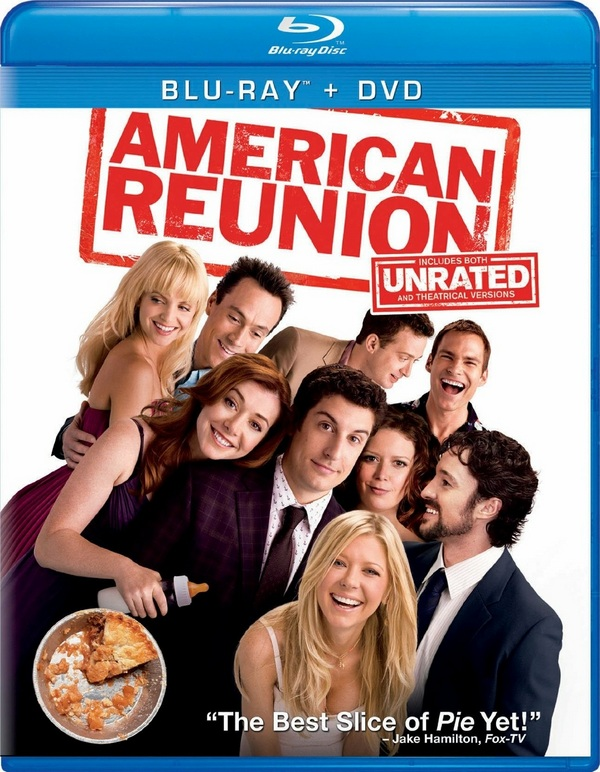 Blu-ray Disc™
BLU-RAY™ + DVD
AMERICAN
REUNION
INCLUDES BOTH
UNRATED
AND THEATRICAL VERSIONS
“The Best Slice of Pie Yet!”
– Jake Hamilton, Fox-TV